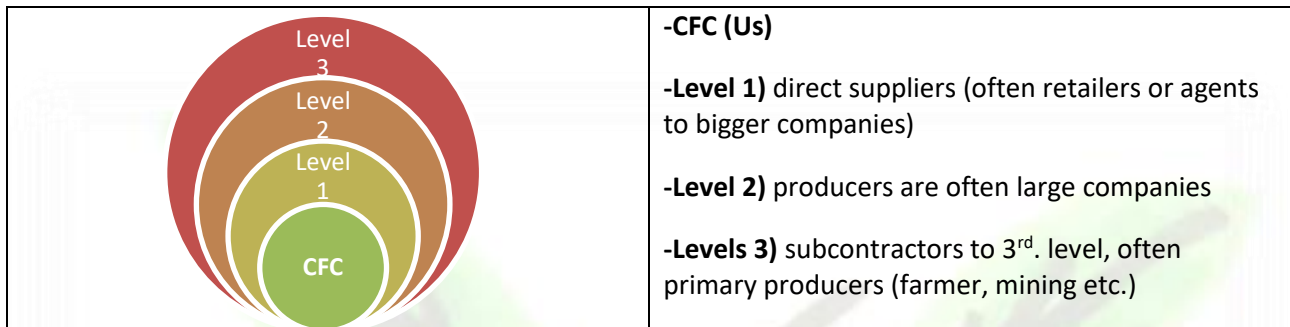 Level
3
Level
2
Level
1
CFC
-CFC (Us)
-Level 1) direct suppliers (often retailers or agents
to bigger companies)
-Level 2) producers are often large companies
-Levels 3) subcontractors to 3rd. level, often
primary producers (farmer, mining etc.)